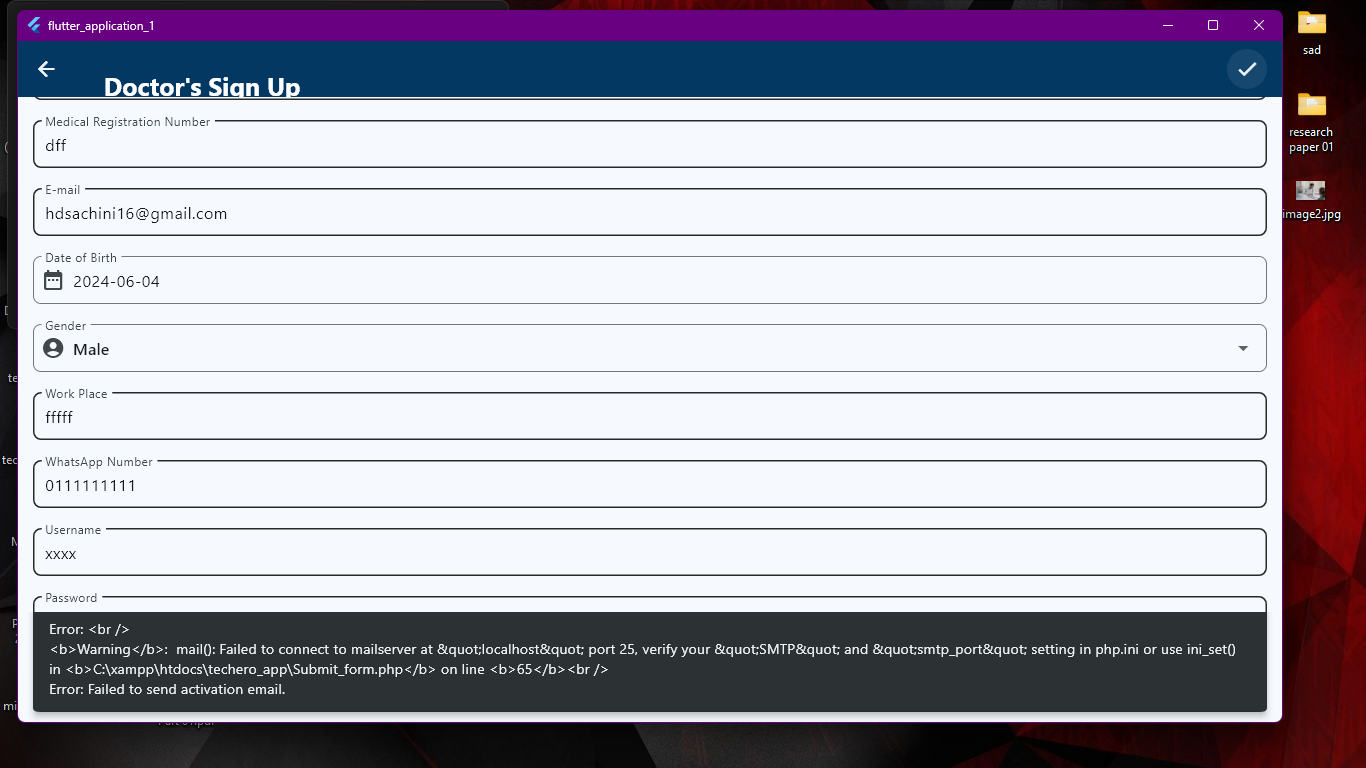 flutter_application_1
Doctor's Sign Up
Medical Registration Number
dff
E-mail
hdsachini16@gmail.com
Date of Birth
2024-06-04
Gender
Male
Work Place
fffff
WhatsApp Number
0111111111
Username
xxxx
Password
Error: <br />
<b>Warning</b>:  mail(): Failed to connect to mailserver at &quot;localhost&quot; port 25, verify your &quot;SMTP&quot; and &quot;smtp_port&quot; setting in php.ini or use ini_set()
in <b>C:\xampp\htdocs\techero_app\Submit_form.php</b> on line <b>65</b><br />
Error: Failed to send activation email.
sad
research
paper 01
image2.jpg